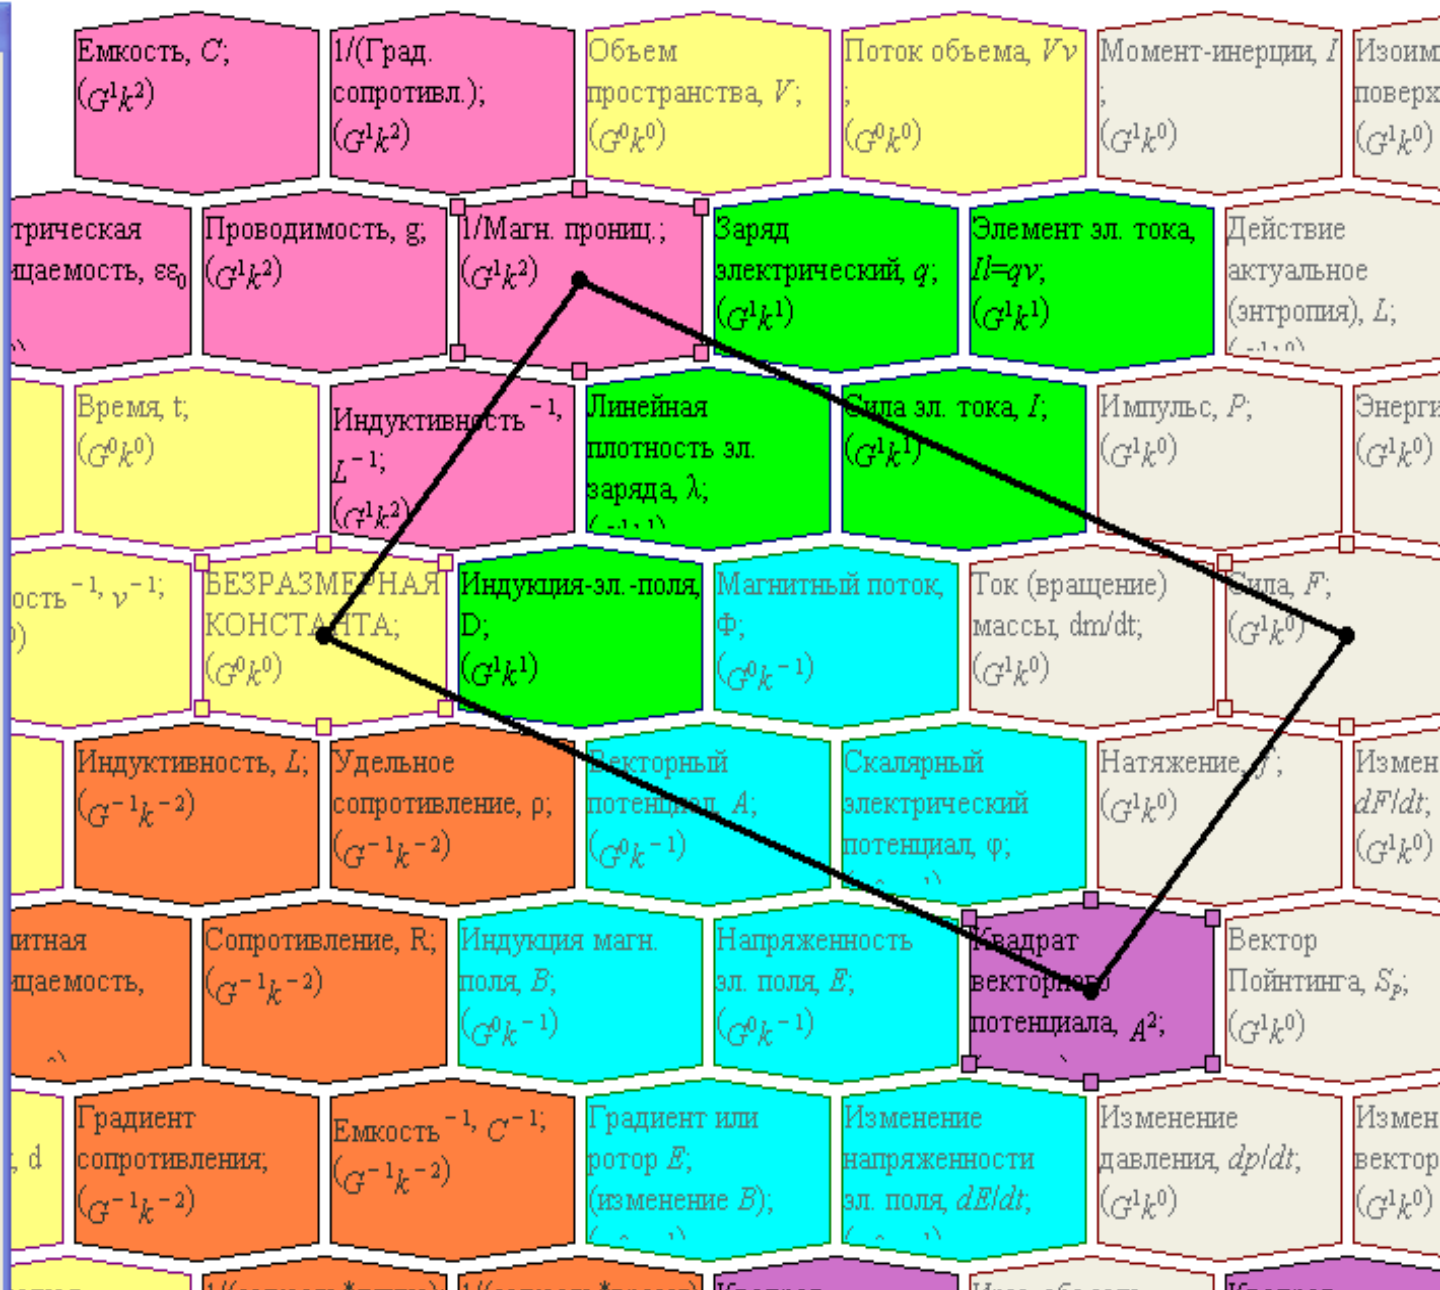 Емкость, C;
(G¹k²)
1/(Град.
сопротивл.);
(G¹k²)
Объем
пространства, V;
(G⁰k⁰)
Поток объема, Vv
;
(G⁰k⁰)
Момент-инерции, I
;
(G¹k⁰)
Изоим
поверх
(G¹k⁰)
трическая
ицаемость, εε₀
Проводимость, g;
(G¹k²)
1/Магн. прониц.;
(G¹k²)
Заряд
электрический, q;
(G¹k¹)
Элемент эл. тока,
Il=qv;
(G¹k¹)
Действие
актуальное
(энтропия), L;
Время, t;
(G⁰k⁰)
Индуктивность⁻¹,
L⁻¹;
(G¹k²)
Линейная
плотность эл.
заряда, λ;
Сила эл. тока, I;
(G¹k¹)
Импульс, P;
(G¹k⁰)
Энерги
(G¹k⁰)
ость⁻¹, v⁻¹;
)
БЕЗРАЗМЕРНАЯ
КОНСТАНТА;
(G⁰k⁰)
Индукция-эл.-поля,
D;
(G¹k¹)
Магнитный поток,
Φ;
(G⁰k⁻¹)
Ток (вращение)
массы, dm/dt;
(G¹k⁰)
Сила, F;
(G¹k⁰)
Индуктивность, L;
(G⁻¹k⁻²)
Удельное
сопротивление, ρ;
(G⁻¹k⁻²)
Векторный
потенциал, A;
(G⁰k⁻¹)
Скалярный
электрический
потенциал, φ;
Натяжение, f;
(G¹k⁰)
Измен
dF/dt;
(G¹k⁰)
итная
ицаемость,
Сопротивление, R;
(G⁻¹k⁻²)
Индукция магн.
поля, B;
(G⁰k⁻¹)
Напряженность
эл. поля, E;
(G⁰k⁻¹)
Квадрат
векторного
потенциала, A²;
Вектор
Пойнтинга, Sₚ;
(G¹k⁰)
; d
Градиент
сопротивления;
(G⁻¹k⁻²)
Емкость⁻¹, C⁻¹;
(G⁻¹k⁻²)
Градиент или
ротор E;
(изменение B);
Изменение
напряженности
эл. поля, dE/dt;
Изменение
давления, dp/dt;
(G¹k⁰)
Измен
вектор
(G¹k⁰)